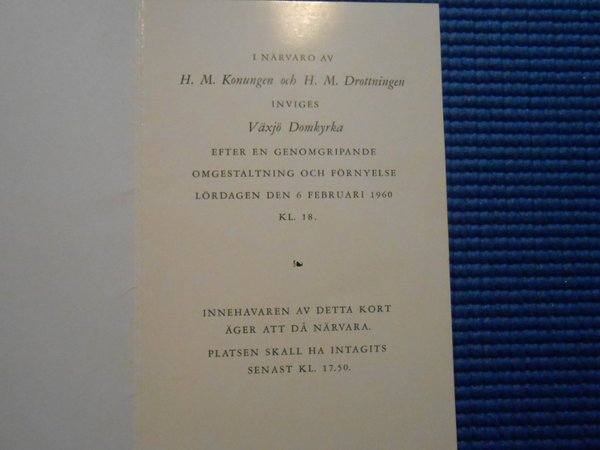 I NÄRVARO AV
H. M. Konungen och H. M. Drottningen
INVIGES
Växjö Domkyrka
EFTER EN GENOMGRIPANDE
OMGESTALTNING OCH FÖRNYELSE
LÖRDAGEN DEN 6 FEBRUARI 1960
KL. 18.
INNEHAVAREN AV DETTA KORT
ÄGER ATT DÅ NÄRVARA.
PLATSEN SKALL HA INTAGITS
SENAST KL. 17.50.